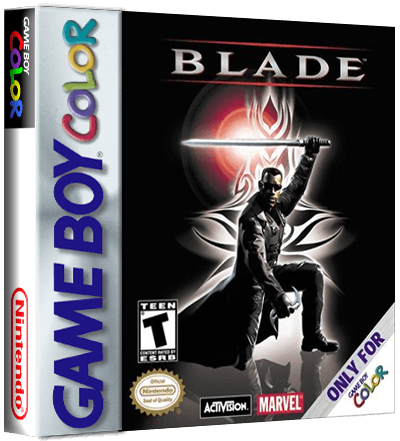 GAME BOY
COLOR
Nintendo
GAME BOY COLOR
BLADE™
TEEN
T
CONTENT RATED BY
ESRB
Official
Nintendo
Seal of Quality
ACTIVISION.
MARVEL
ONLY FOR
GAME BOY
COLOR